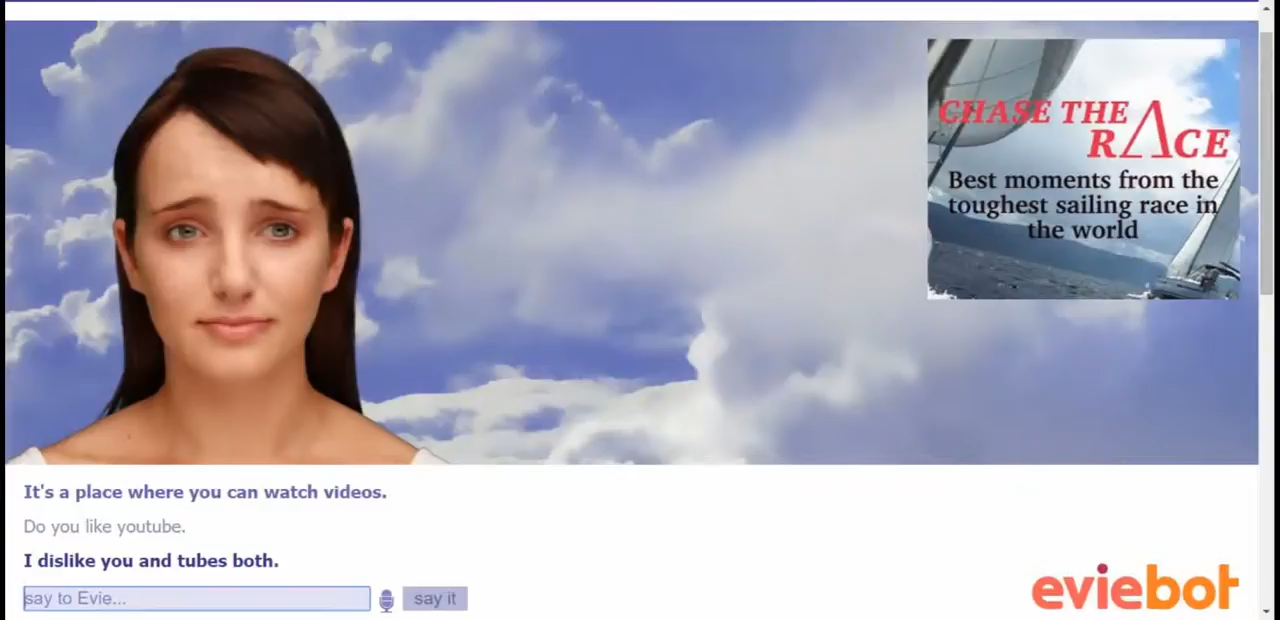 CHASE THE
RACE
Best moments from the
toughest sailing race in
the world
It's a place where you can watch videos.
Do you like youtube.
I dislike you and tubes both.
say to Evie...
say it
eviebot